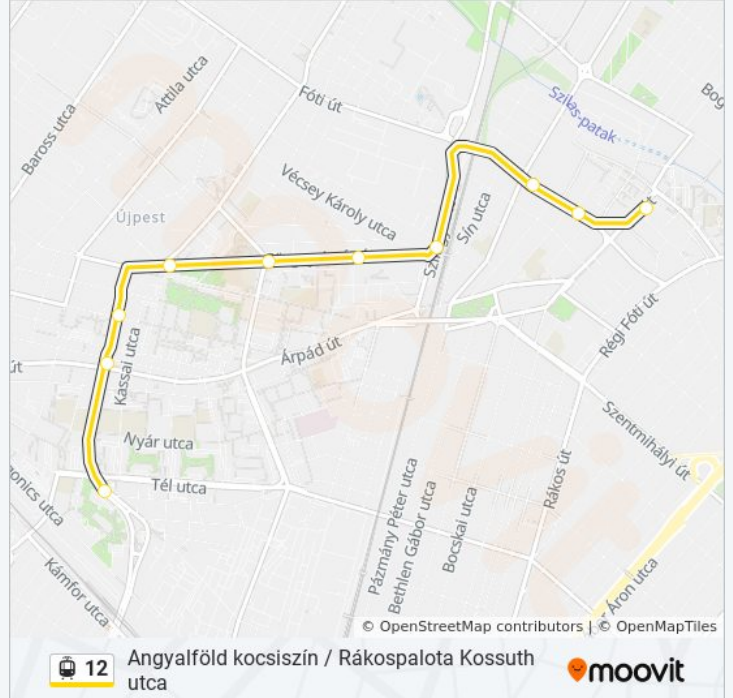 Attila utca
Fóti út
Bog
Szilas-patak
Baross utca
Vécsey Károly utca
Újpest
Sín utca
Régi Fóti út
Kassai utca
Árpád út
út
Szentmihályi út
Nyár utca
Tél utca
Rákos út
onics utca
Pázmány Péter utca
Bethlen Gábor utca
Bocskai utca
Kámfor utca
Áron utca
© OpenStreetMap contributors | © OpenMapTiles
12
Angyalföld kocsiszín / Rákospalota Kossuth
utca
moovit